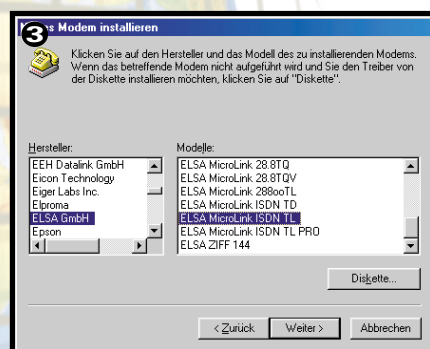 3
s Modem installieren
Klicken Sie auf den Hersteller und das Modell des zu installierenden Modems.
Wenn das betreffende Modem nicht aufgeführt wird und Sie den Treiber von
der Diskette installieren möchten, klicken Sie auf "Diskette".
Hersteller:
EEH Datalink GmbH
Eicon Technology
Eiger Labs Inc.
Elproma
ELSA GmbH
Epson
Modelle:
ELSA MicroLink 28.8TQ
ELSA MicroLink 28.8TQV
ELSA MicroLink 288ooTL
ELSA MicroLink ISDN TD
ELSA MicroLink ISDN TL
ELSA MicroLink ISDN TL PRO
ELSA ZIFF 144
Diskette...
< Zurück
Weiter >
Abbrechen